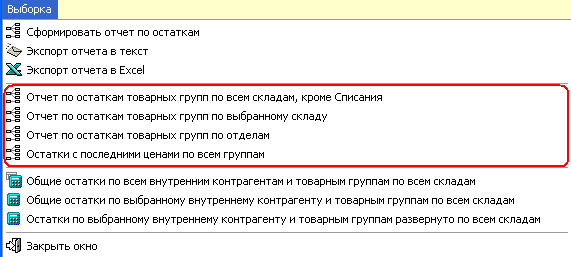 Выборка
Сформировать отчет по остаткам
Экспорт отчета в текст
Экспорт отчета в Excel
Отчет по остаткам товарных групп по всем складам, кроме Списания
Отчет по остаткам товарных групп по выбранному складу
Отчет по остаткам товарных групп по отделам
Остатки с последними ценами по всем группам
Общие остатки по всем внутренним контрагентам и товарным группам по всем складам
Общие остатки по выбранному внутреннему контрагенту и товарным группам по всем складам
Остатки по выбранному внутреннему контрагенту и товарным группам развернуто по всем складам
Закрыть окно